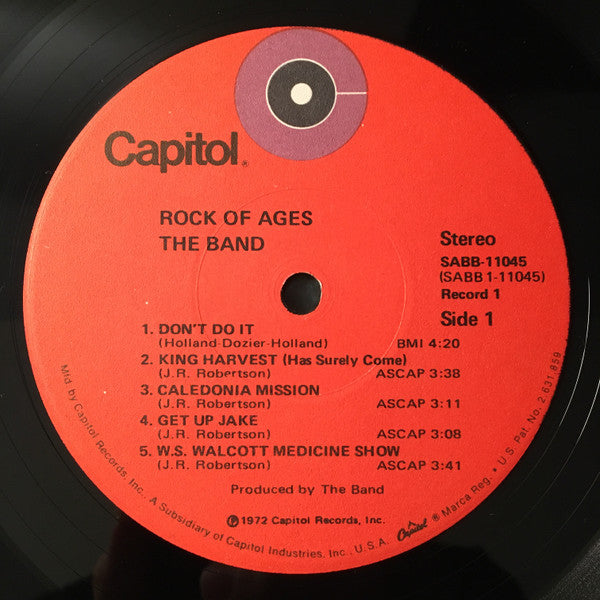 Capitol®
ROCK OF AGES
THE BAND
Stereo
SABB-11045
(SABB 1-11045)
Record 1
Side 1
1. DON'T DO IT
(Holland-Dozier-Holland) BMI 4:20
2. KING HARVEST (Has Surely Come)
(J.R. Robertson) ASCAP 3:38
3. CALEDONIA MISSION
(J.R. Robertson) ASCAP 3:11
4. GET UP JAKE
(J.R. Robertson) ASCAP 3:08
5. W.S. WALCOTT MEDICINE SHOW
(J.R. Robertson) ASCAP 3:41
Produced by The Band
℗1972 Capitol Records, Inc.
Mfd. by Capitol Records, Inc., A Subsidiary of Capitol Industries, Inc., U.S.A. Capitol ® Marca Reg. • U.S. Pat. No. 2,631,859